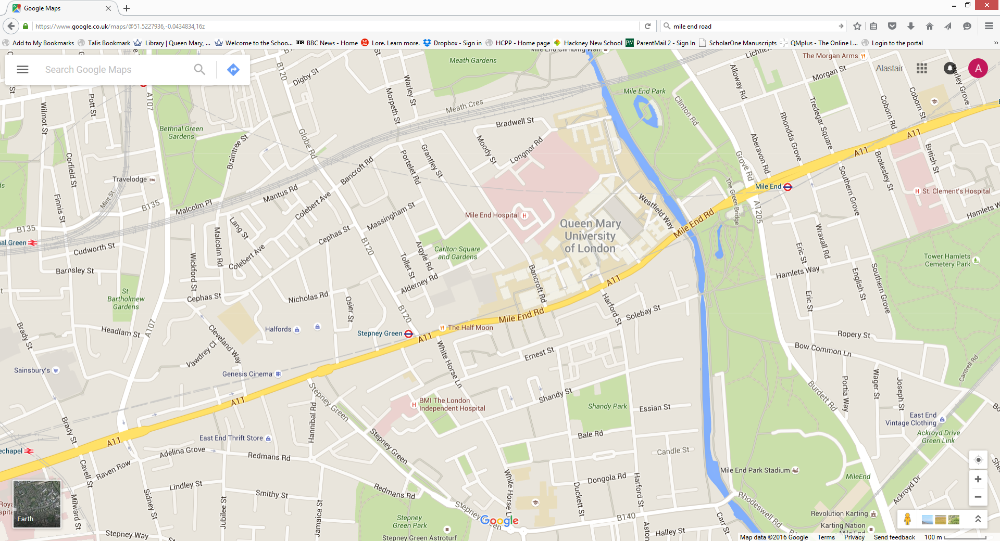 Google Maps
https://www.google.co.uk/maps/@51.5227936,-0.0434834,16z
mile end road
Add to My Bookmarks
Talis Bookmark
Library | Queen Mary, ...
Welcome to the Schoo...
BBC News - Home
Lore. Learn more.
Dropbox - Sign in
HCPP - Home page
Hackney New School
PM
ParentMail 2 - Sign In
ScholarOne Manuscripts
QMplus - The Online L...
Login to the portal
Search Google Maps
Alastair
A
Mile End Climbing Wall
The Morgan Arms
Meath Gardens
B120
Digby St
Warley St
Morpeth St
Meath Cres
Mile End Park
Clinton Rd
Alloway Rd
Morgan St
Tredegar Square
Coborn Rd
Coborn St
Harley Grove
Wilmot St
Pott St
A107
Bethnal Green
Gardens
Braintree St
Globe Rd
Bradwell St
Moody St
Longnor Rd
Grantley St
Portelet Rd
Bancroft Rd
Rhondda Grove
Aberavon Rd
Grove Rd
A11
A11
Brokesley St
British St
Corfield St
Travelodge
Mint St
Finnis St
B135
Malcolm Pl
Mantus Rd
Colebert Ave
Massingham St
Mile End Hospital
Westfield Way
The Green Bridge
Mile End
A1205
Southern Grove
St. Clement's Hospital
Hamlets W
B135
nal Green
Lang St
Malcolm Rd
Cephas St
B120
Argyle Rd
Tollet St
Carlton Square
and Gardens
Queen Mary
University
of London
Mile End Rd
Wraxall Rd
Eric St
Cudworth St
Wickford St
Colebert Ave
Barnsley St
Alderney Rd
Bancroft Rd
A11
Hamlets Way
English St
Southern Grove
Tower Hamlets
Cemetery Park
St.
Bartholmew
Gardens
Cephas St
Nicholas Rd
Osier St
B120
Mile End Rd
Harford St
Solebay St
Eric St
Brady St
Headlam St
A107
Halfords
Cleveland Way
Vawdrey Cl
Stepney Green
The Half Moon
A11
White Horse Ln
Ernest St
Ropery St
Bow Common Ln
Cantrell Rd
Sainsbury's
Genesis Cinema
A11
Stepney Green
Hannibal Rd
BMI The London
Independent Hospital
Shandy St
Shandy Park
Essian St
Burdett Rd
Portia Way
Wager St
Joseph St
East End
Vintage Clothing
Ackroyd Drive
Green Link
Brady St
A11
East End Thrift Store
Stepney Green
Bale Rd
Candle St
echapel
Adelina Grove
Redmans Rd
Raven Row
Cavell St
Lindley St
Smithy St
Redmans Rd
White Horse Ln
Dongola Rd
Mile End Park Stadium
MileEnd
Ackroyd Dr
Earth
Milward St
Sidney St
Jubilee St
Jamaica St
Stepney
Green Park
Stepney Green
Google
Duckett St
Harford St
B140
Rhodeswell Rd
Carr St
Revolution Karting
Karting Nation
Mile End
Stepney Way
Stepney Green Astroturf
Aston
Halley St
Map data ©2016 Google
Terms
Privacy
Send feedback
100 m